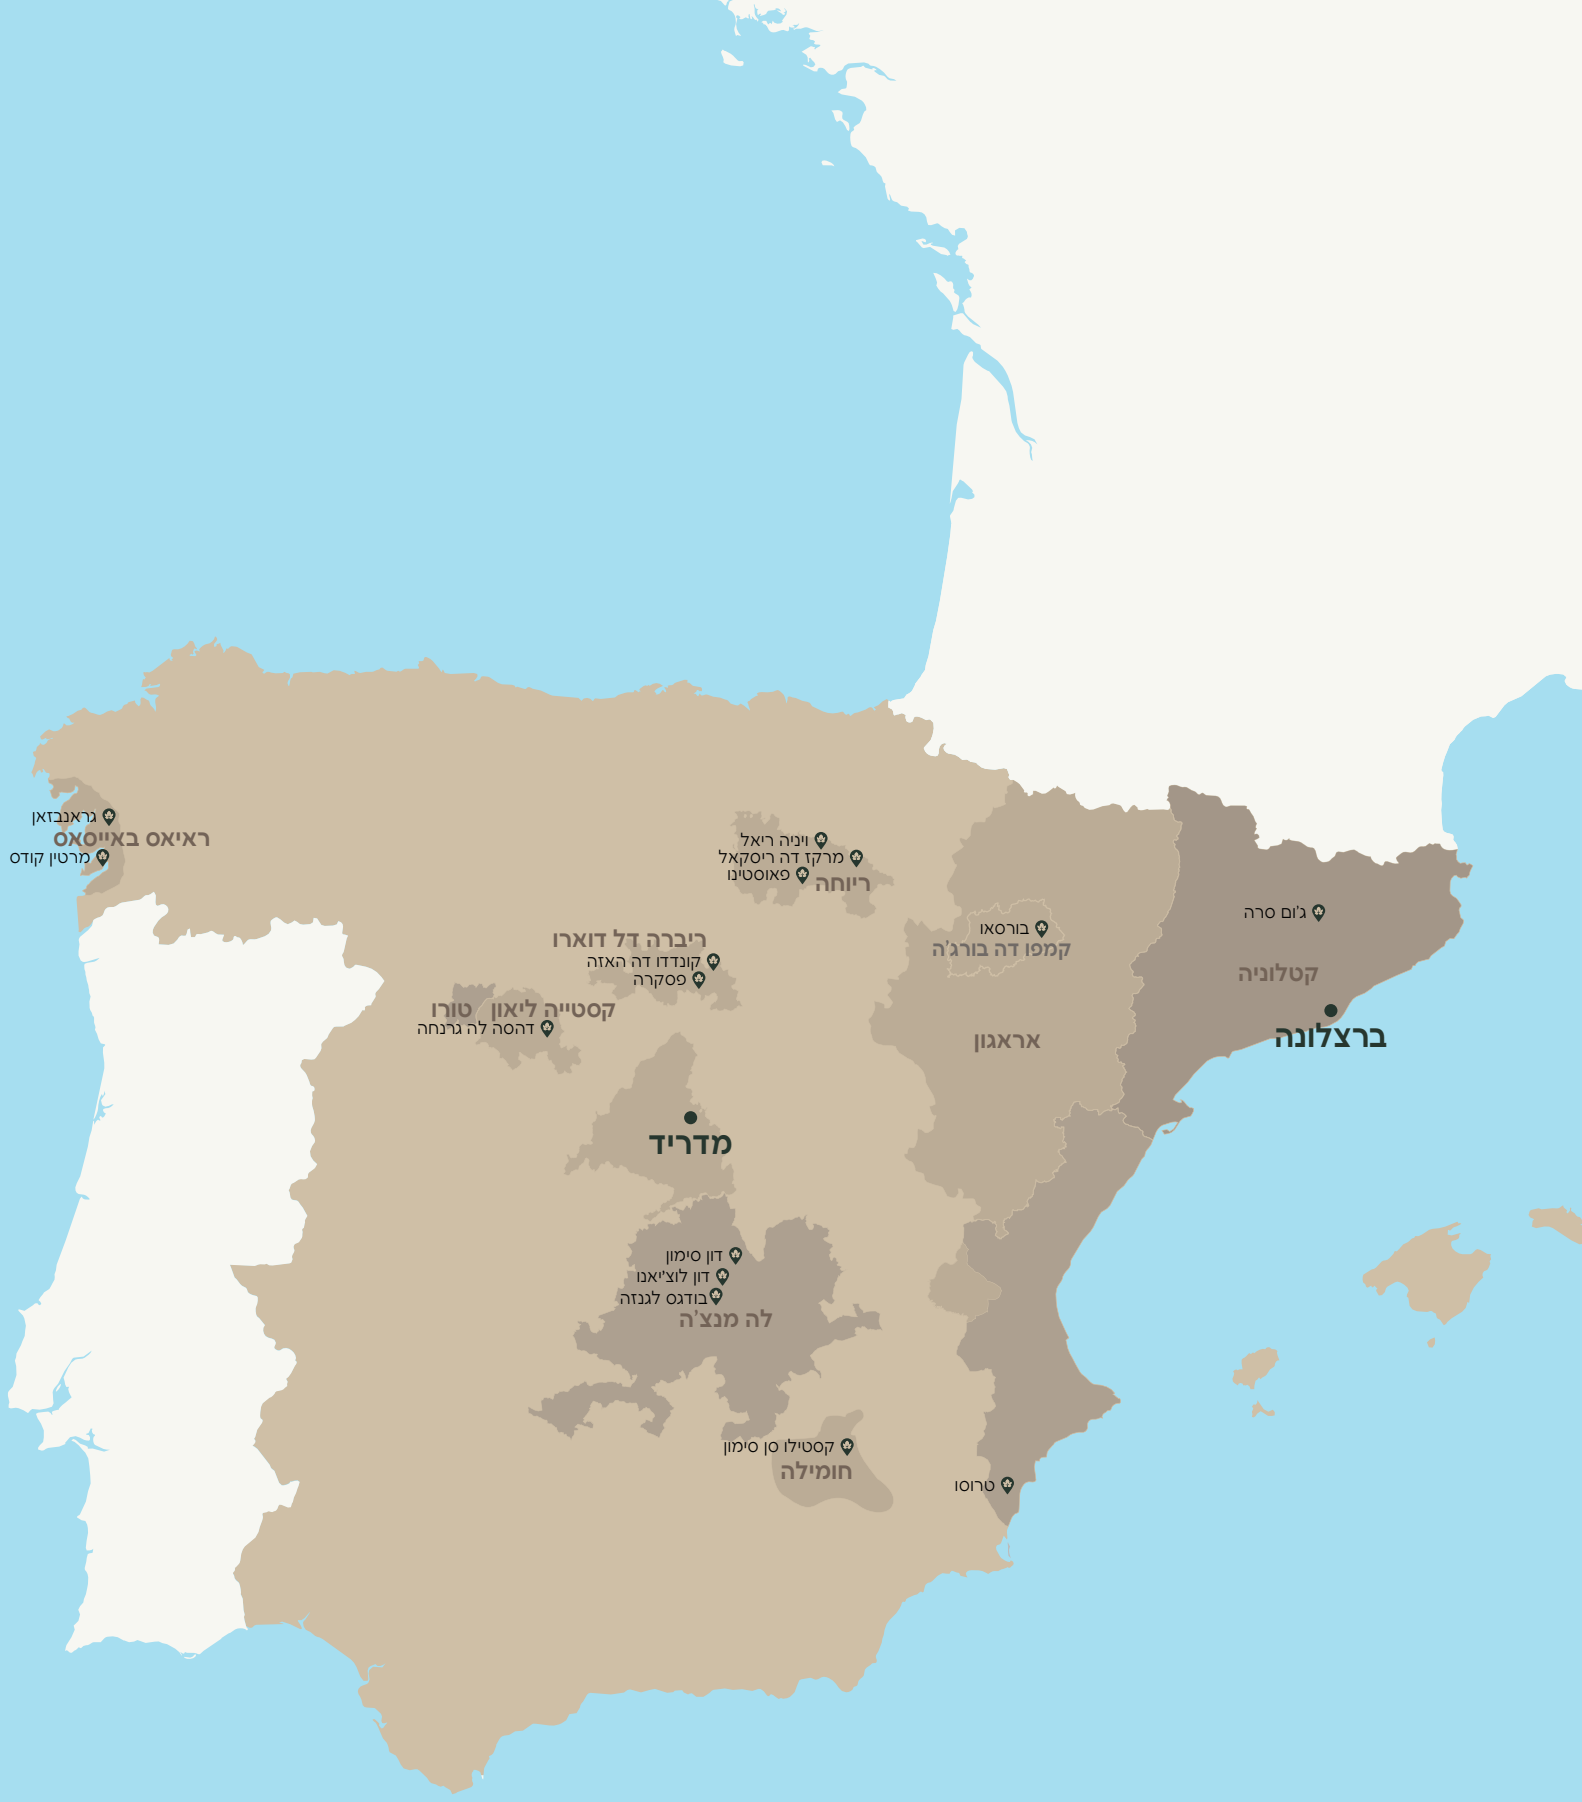 גראנבזאן
ראיאס באייסאס
מרטין קודס
ויניה ריאל
מרקז דה ריסקאל
פאוסטינו
ריוחה
ג'ום סרה
בורסאו
קמפו דה בורג'ה
ריברה דל דוארו
קונדדו דה האזה
פסקרה
קטלוניה
קסטייה ליאון
טורו
דהסה לה גרנחה
ברצלונה
אראגון
מדריד
דון סימון
דון לוצ'יאנו
בודגס לגנזה
לה מנצ'ה
קסטילו סן סימון
חומילה
טרוסו